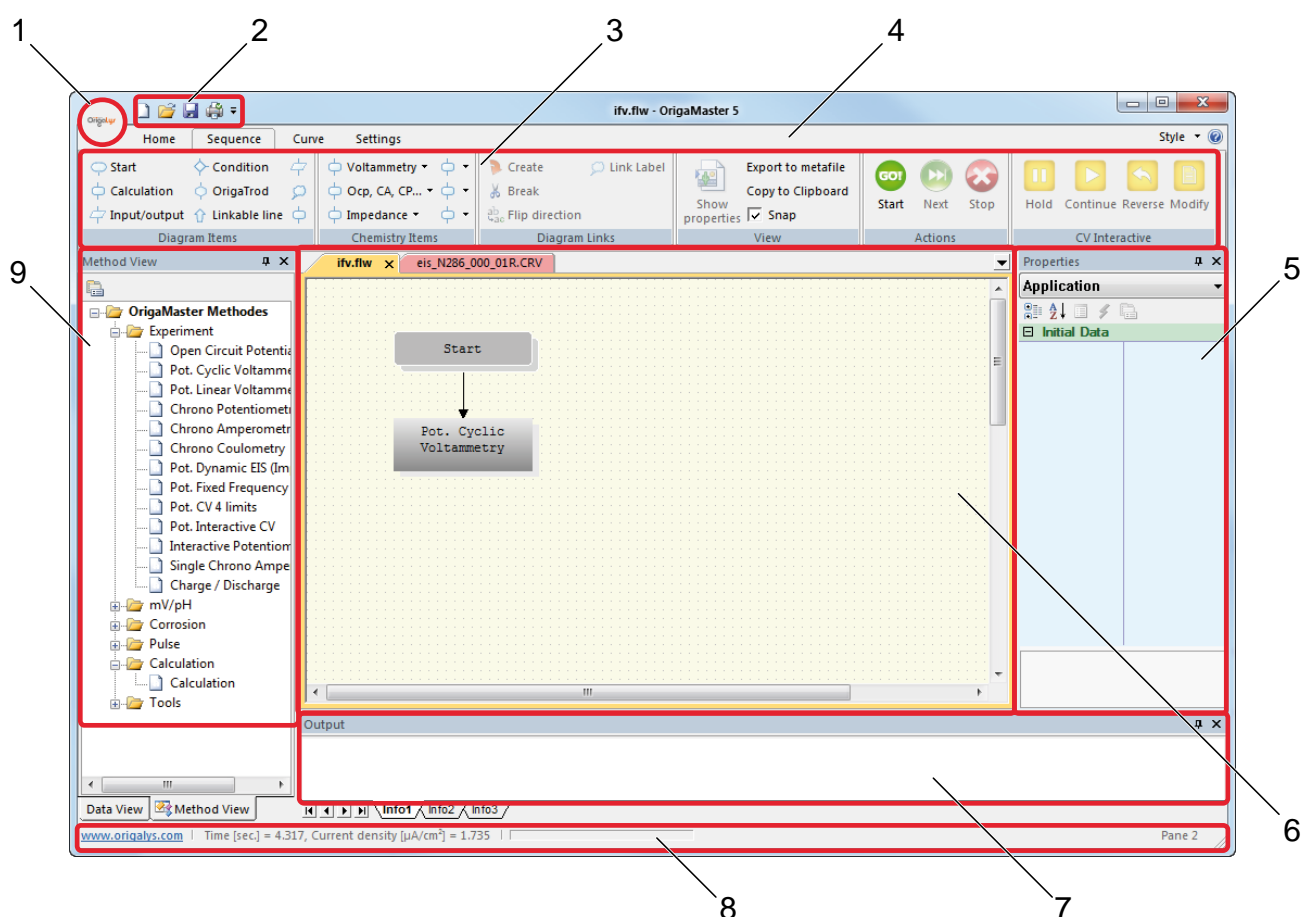 1 2 3 4
Origalys
ifv.flw - OrigaMaster 5
Home Sequence Curve Settings Style
Start Condition Voltammetry Create Link Label Export to metafile
Calculation OrigaTrod Ocp, CA, CP... Break Copy to Clipboard
Input/output Linkable line Impedance Flip direction Show properties Snap GO! Start Next Stop Hold Continue Reverse Modify
Diagram Items Chemistry Items Diagram Links View Actions CV Interactive
Method View ifv.flw eis_N286_000_01R.CRV Properties
9 5
Application
OrigaMaster Methodes
Initial Data
Experiment
Open Circuit Potentia
Pot. Cyclic Voltamme
Pot. Linear Voltamme
Chrono Potentiometr
Chrono Amperometr
Chrono Coulometry
Pot. Dynamic EIS (Im
Pot. Fixed Frequency
Pot. CV 4 limits
Pot. Interactive CV
Interactive Potentiom
Single Chrono Ampe
Charge / Discharge
mV/pH
Corrosion
Pulse
Calculation
Calculation
Tools
Start
Pot. Cyclic
Voltammetry
Output
Data View Method View Info1 Info2 Info3
www.origalys.com Time [sec.] = 4.317, Current density [µA/cm²] = 1.735 Pane 2
6
8 7